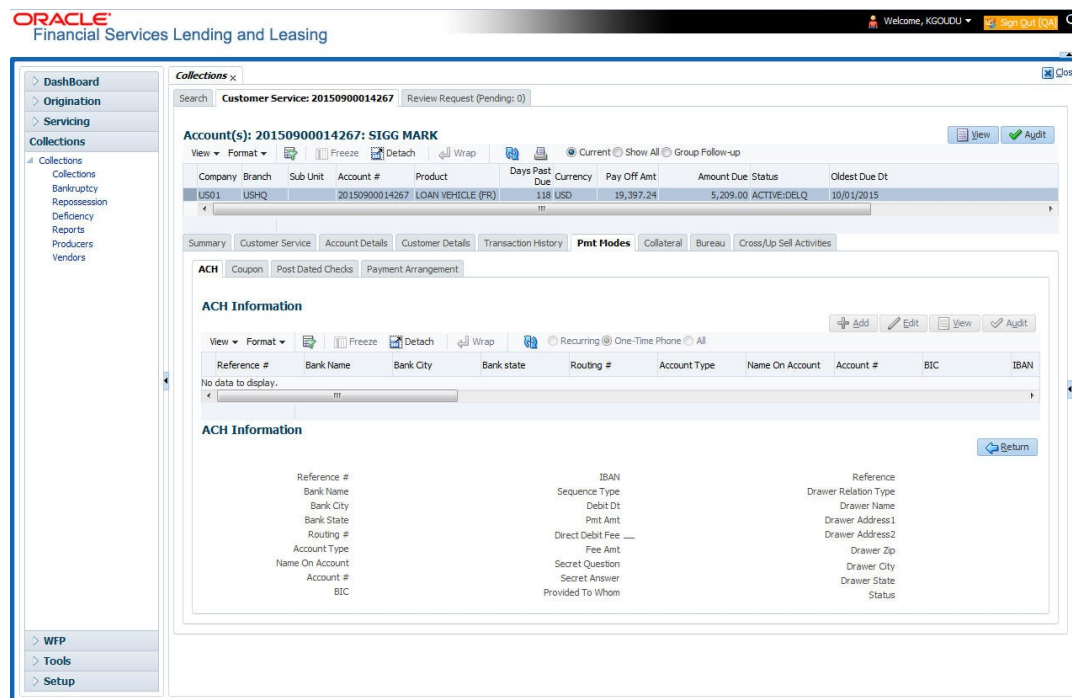 ORACLE
Financial Services Lending and Leasing
Welcome, KGOUDU
Sign Out [QA]
DashBoard
Origination
Servicing
Collections
Collections
Collections
Bankruptcy
Repossession
Deficiency
Reports
Producers
Vendors
WFP
Tools
Setup
Collections x
Clos
Search Customer Service: 20150900014267 Review Request (Pending: 0)
Account(s): 20150900014267: SIGG MARK
View Audit
View Format Freeze Detach Wrap Current Show All Group Follow-up
Company Branch Sub Unit Account # Product Days Past Due Currency Pay Off Amt Amount Due Status Oldest Due Dt
US01 USHQ 20150900014267 LOAN VEHICLE (FR) 118 USD 19,397.24 5,209.00 ACTIVE:DELQ 10/01/2015
Summary Customer Service Account Details Customer Details Transaction History Pmt Modes Collateral Bureau Cross/Up Sell Activities
ACH Coupon Post Dated Checks Payment Arrangement
ACH Information
Add Edit View Audit
View Format Freeze Detach Wrap Recurring One-Time Phone All
Reference # Bank Name Bank City Bank state Routing # Account Type Name On Account Account # BIC IBAN
No data to display.
ACH Information
Return
Reference # IBAN Reference
Bank Name Sequence Type Drawer Relation Type
Bank City Debit Dt Drawer Name
Bank State Pmt Amt Drawer Address1
Routing # Direct Debit Fee Drawer Address2
Account Type Fee Amt Drawer Zip
Name On Account Secret Question Drawer City
Account # Secret Answer Drawer State
BIC Provided To Whom Status